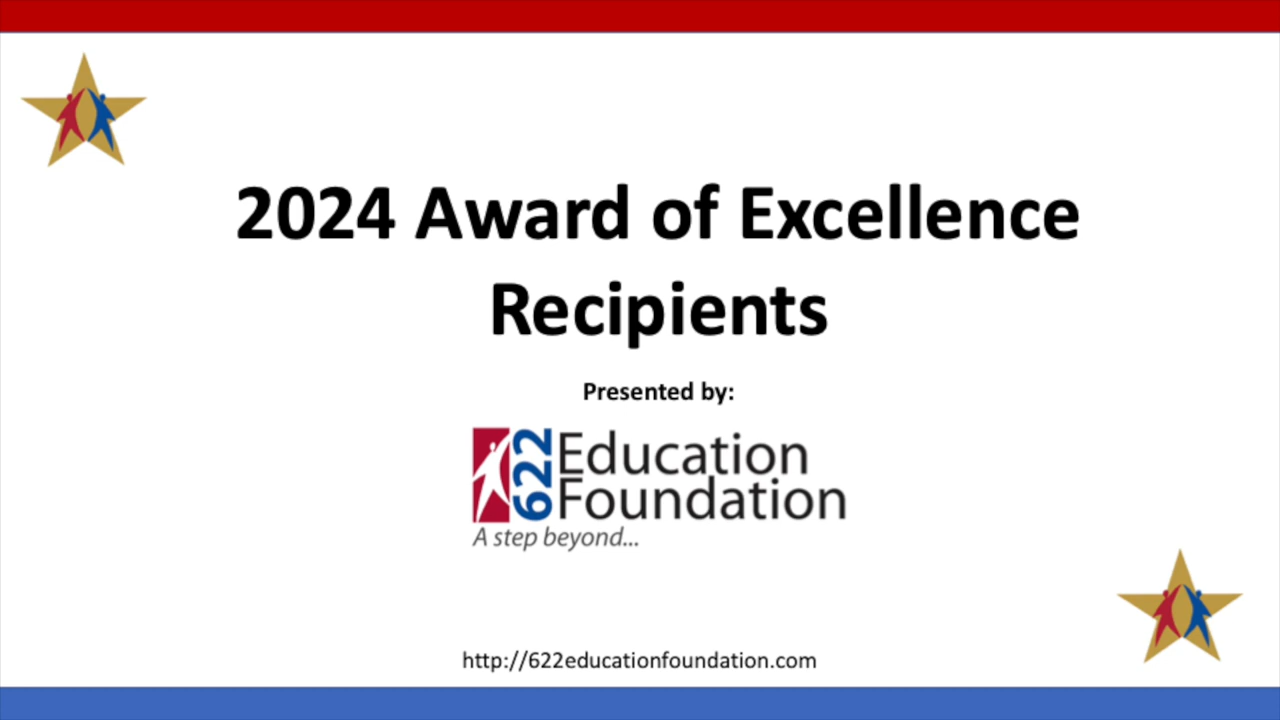 2024 Award of Excellence
Recipients
Presented by:
622 Education
Foundation
A step beyond...
http://622educationfoundation.com